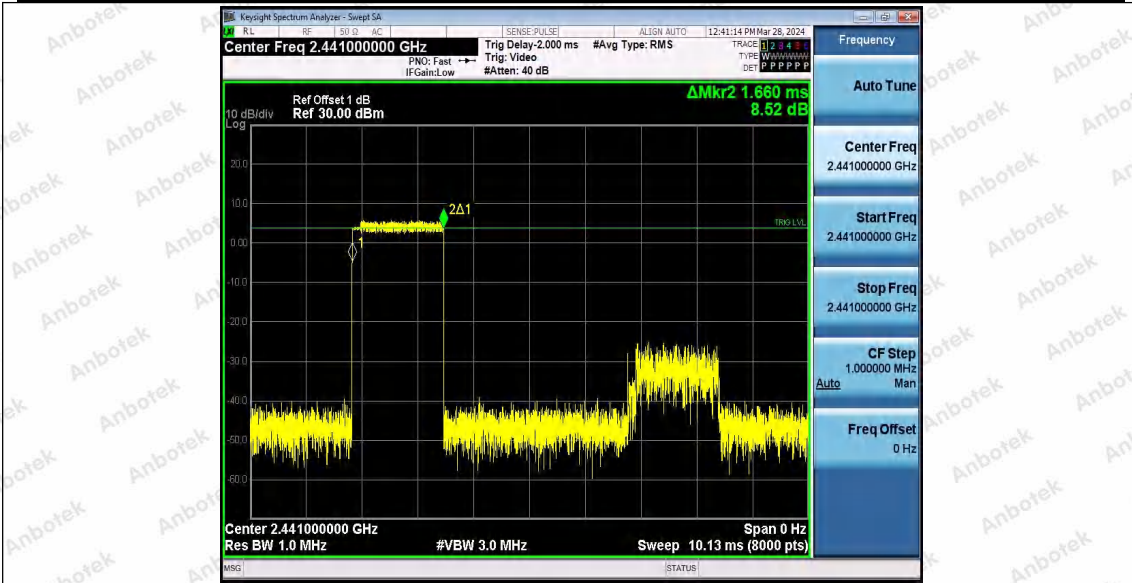 Keysight Spectrum Analyzer - Swept SA
RL RF 50 Ω AC SENSE:PULSE ALIGN AUTO 12:41:14 PM Mar 28, 2024
Center Freq 2.441000000 GHz
Trig Delay-2.000 ms #Avg Type: RMS
TRACE 1 2 3 4 5 6
PNO: Fast Trig: Video
TYPE WWWWWW
IFGain:Low #Atten: 40 dB
DET P P P P P P
Frequency
Auto Tune
Center Freq
2.441000000 GHz
Start Freq
2.441000000 GHz
Stop Freq
2.441000000 GHz
CF Step
1.000000 MHz
Auto Man
Freq Offset
0 Hz
ΔMkr2 1.660 ms
8.52 dB
Ref Offset 1 dB
10 dB/div Ref 30.00 dBm
Log
20.0
10.0
0.00
-10.0
-20.0
-30.0
-40.0
-50.0
-60.0
2Δ1
1
TRIG LVL
Center 2.441000000 GHz Span 0 Hz
Res BW 1.0 MHz #VBW 3.0 MHz Sweep 10.13 ms (8000 pts)
MSG STATUS
Anbotek